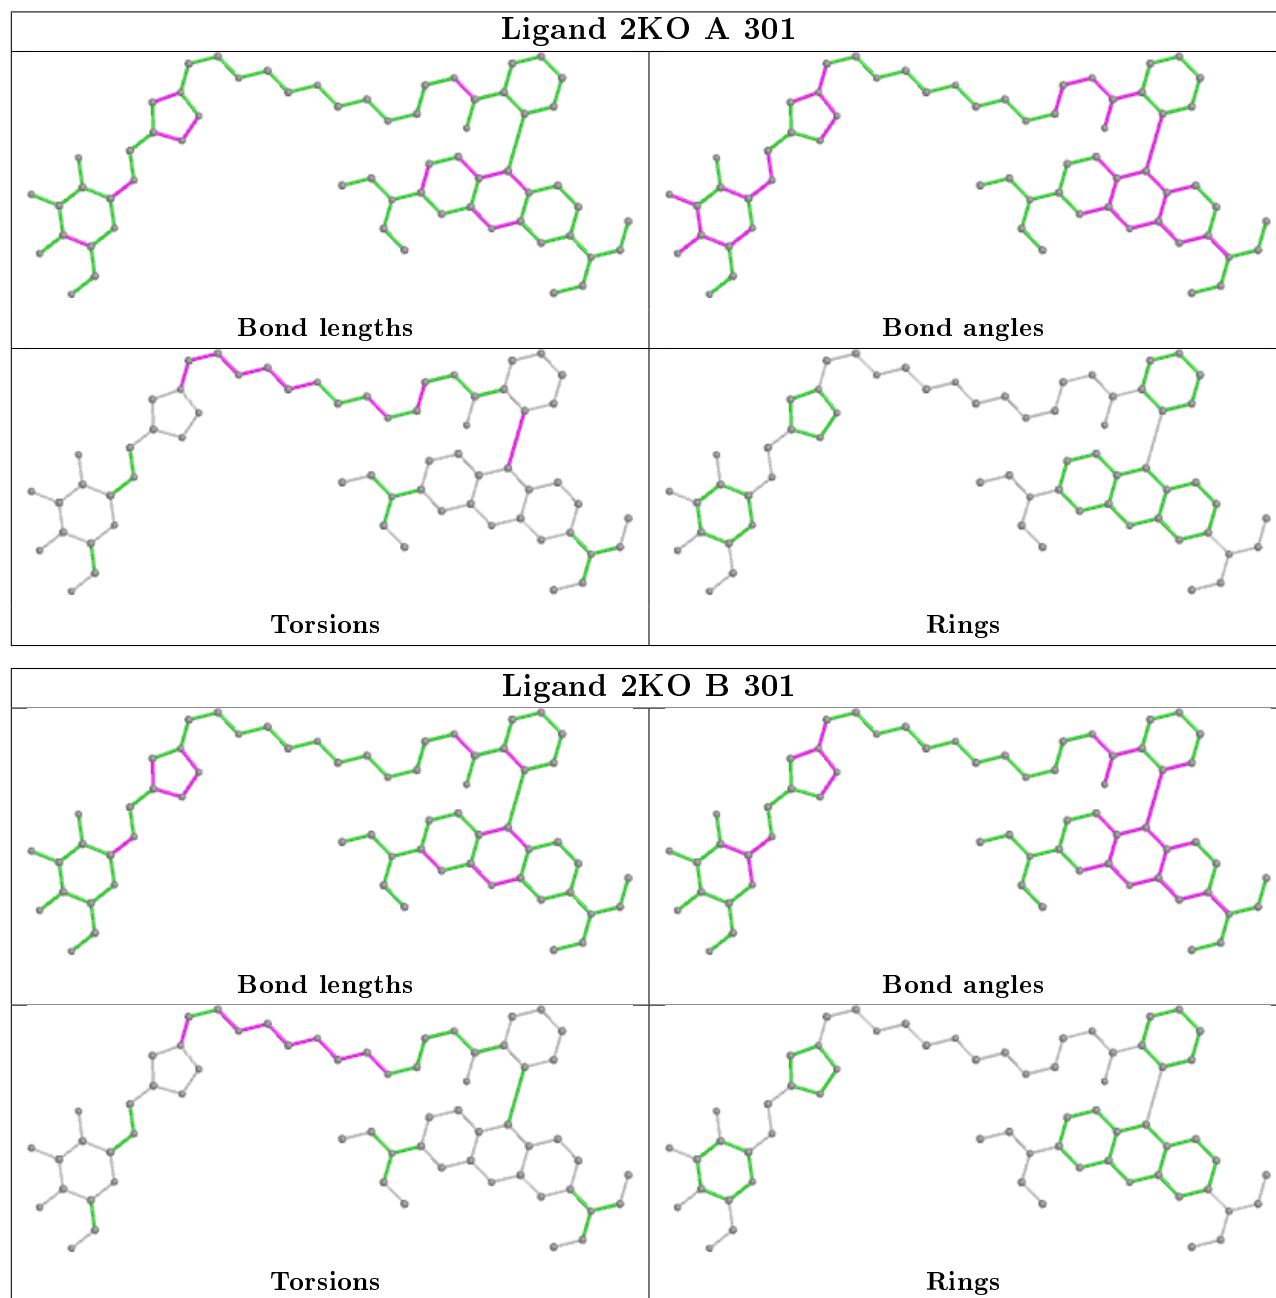 Ligand 2KO A 301
Bond lengths
Bond angles
Torsions
Rings
Ligand 2KO B 301
Bond lengths
Bond angles
Torsions
Rings